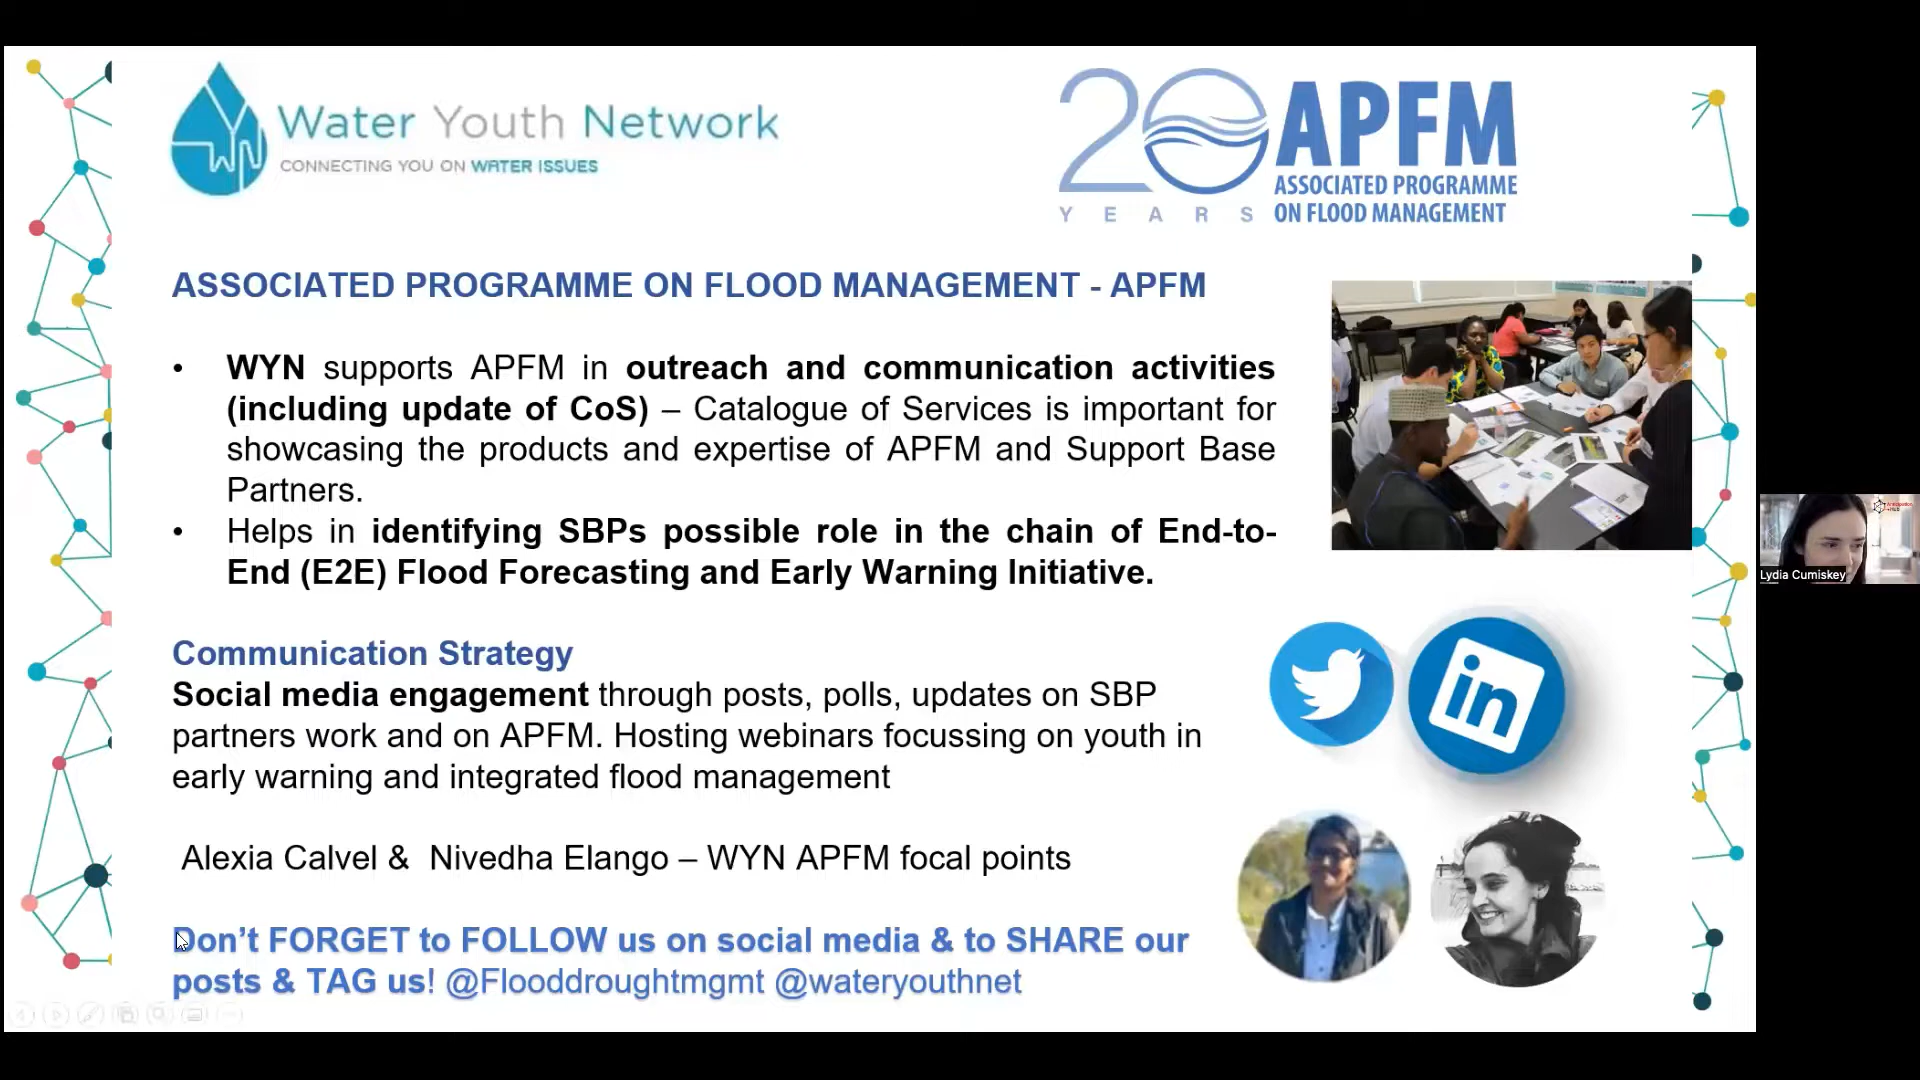 Water Youth Network
CONNECTING YOU ON WATER ISSUES
20
YEARS
APFM
ASSOCIATED PROGRAMME
ON FLOOD MANAGEMENT
ASSOCIATED PROGRAMME ON FLOOD MANAGEMENT - APFM
• WYN supports APFM in outreach and communication activities
(including update of CoS) – Catalogue of Services is important for
showcasing the products and expertise of APFM and Support Base
Partners.
• Helps in identifying SBPs possible role in the chain of End-to-
End (E2E) Flood Forecasting and Early Warning Initiative.
Communication Strategy
Social media engagement through posts, polls, updates on SBP
partners work and on APFM. Hosting webinars focussing on youth in
early warning and integrated flood management
in
Alexia Calvel & Nivedha Elango – WYN APFM focal points
Don’t FORGET to FOLLOW us on social media & to SHARE our
posts & TAG us! @Flooddroughtmgmt @wateryouthnet
Lydia Cumiskey